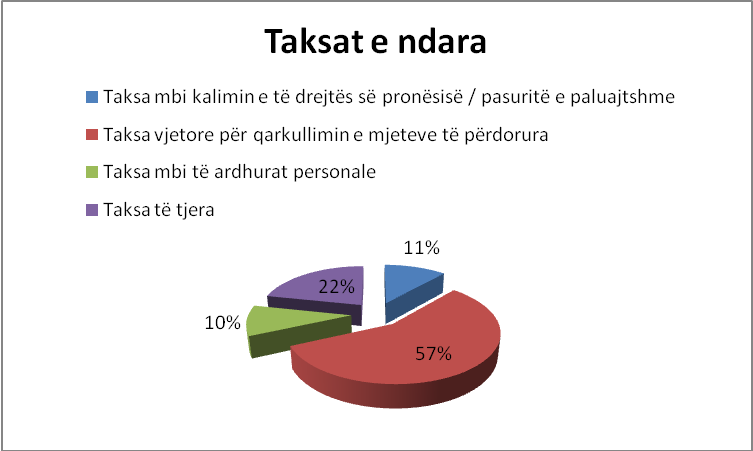 Taksat e ndara
Taksa mbi kalimin e të drejtës së pronësisë / pasuritë e paluajtshme
Taksa vjetore për qarkullimin e mjeteve të përdorura
Taksa mbi të ardhurat personale
Taksa të tjera
11%
22%
10%
57%